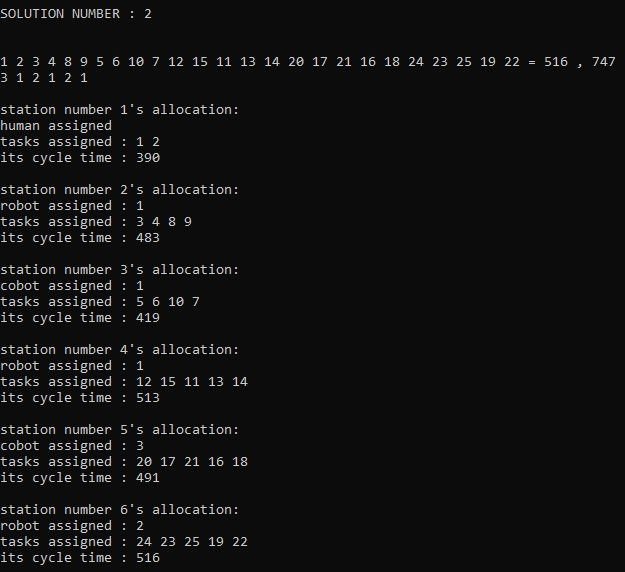 SOLUTION NUMBER : 2
1 2 3 4 8 9 5 6 10 7 12 15 11 13 14 20 17 21 16 18 24 23 25 19 22 = 516 , 747
3 1 2 1 2 1
station number 1's allocation:
human assigned
tasks assigned : 1 2
its cycle time : 390
station number 2's allocation:
robot assigned : 1
tasks assigned : 3 4 8 9
its cycle time : 483
station number 3's allocation:
cobot assigned : 1
tasks assigned : 5 6 10 7
its cycle time : 419
station number 4's allocation:
robot assigned : 1
tasks assigned : 12 15 11 13 14
its cycle time : 513
station number 5's allocation:
cobot assigned : 3
tasks assigned : 20 17 21 16 18
its cycle time : 491
station number 6's allocation:
robot assigned : 2
tasks assigned : 24 23 25 19 22
its cycle time : 516